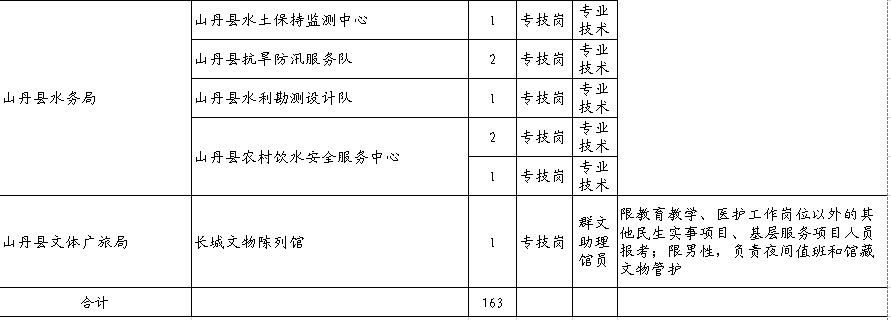 山丹县水务局
山丹县水土保持监测中心 1 专技岗 专业
技术
山丹县抗旱防汛服务队 2 专技岗 专业
技术
山丹县水利勘测设计队 1 专技岗 专业
技术
山丹县农村饮水安全服务中心
2 专技岗 专业
技术
1 专技岗 专业
技术
山丹县文体广旅局 长城文物陈列馆 1 专技岗
群文
助理
馆员
限教育教学、医护工作岗位以外的其
他民生实事项目、基层服务项目人员
报考；限男性，负责夜间值班和馆藏
文物管护
合计 163